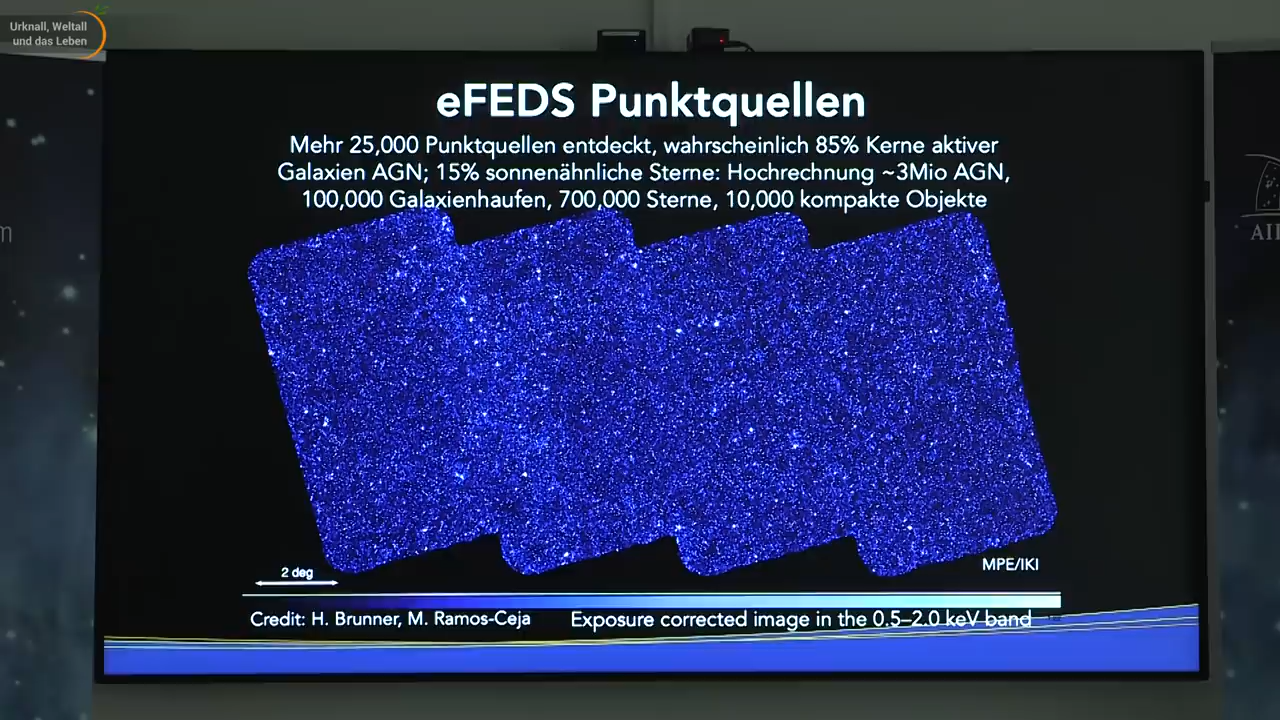 Urknall, Weltall
und das Leben
eFEDS Punktquellen
Mehr 25,000 Punktquellen entdeckt, wahrscheinlich 85% Kerne aktiver
Galaxien AGN; 15% sonnenähnliche Sterne: Hochrechnung ~3Mio AGN,
100,000 Galaxienhaufen, 700,000 Sterne, 10,000 kompakte Objekte
2 deg
MPE/IKI
Credit: H. Brunner, M. Ramos-Ceja
Exposure corrected image in the 0.5–2.0 keV band